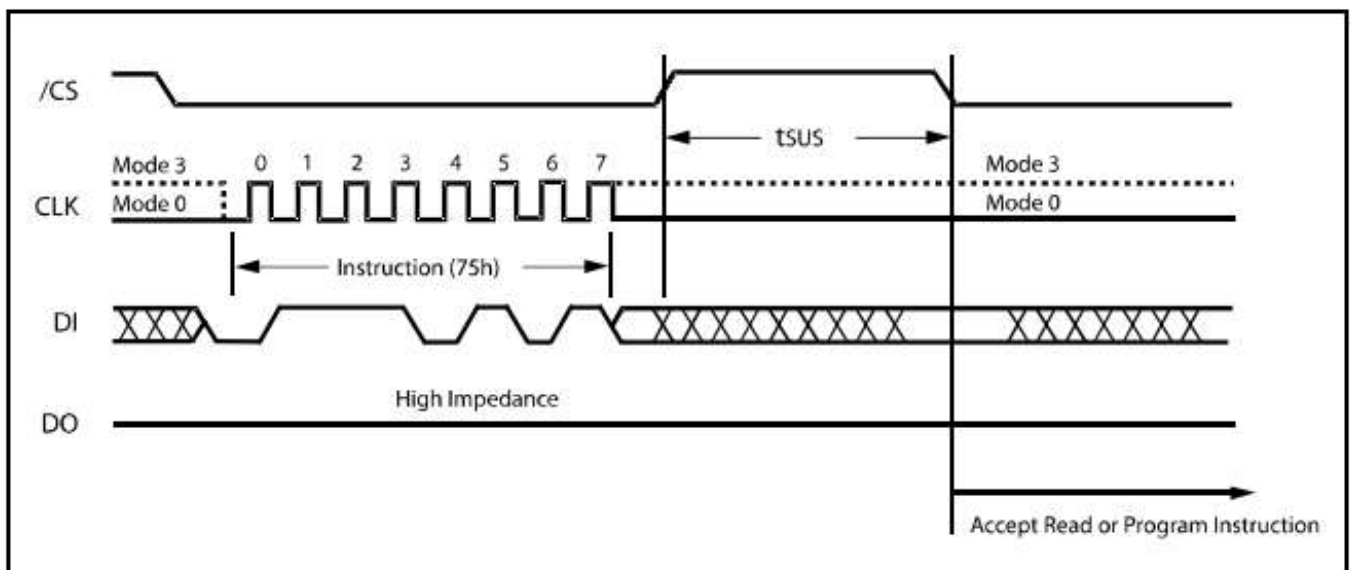 /CS
tSUS
Mode 3 0 1 2 3 4 5 6 7 Mode 3
CLK Mode 0 Mode 0
Instruction (75h)
DI
High Impedance
DO
Accept Read or Program Instruction